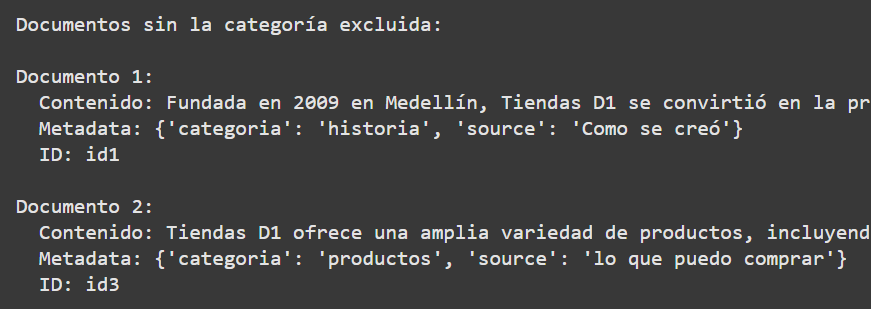 Documentos sin la categoría excluida:
Documento 1:
Contenido: Fundada en 2009 en Medellín, Tiendas D1 se convirtió en la pr
Metadata: {'categoria': 'historia', 'source': 'Como se creó'}
ID: id1
Documento 2:
Contenido: Tiendas D1 ofrece una amplia variedad de productos, incluyend
Metadata: {'categoria': 'productos', 'source': 'lo que puedo comprar'}
ID: id3